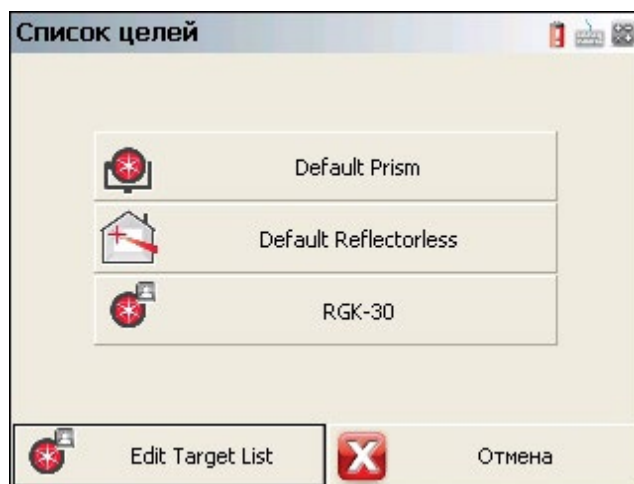 Список целей
Default Prism
Default Reflectorless
RGK-30
Edit Target List
Отмена